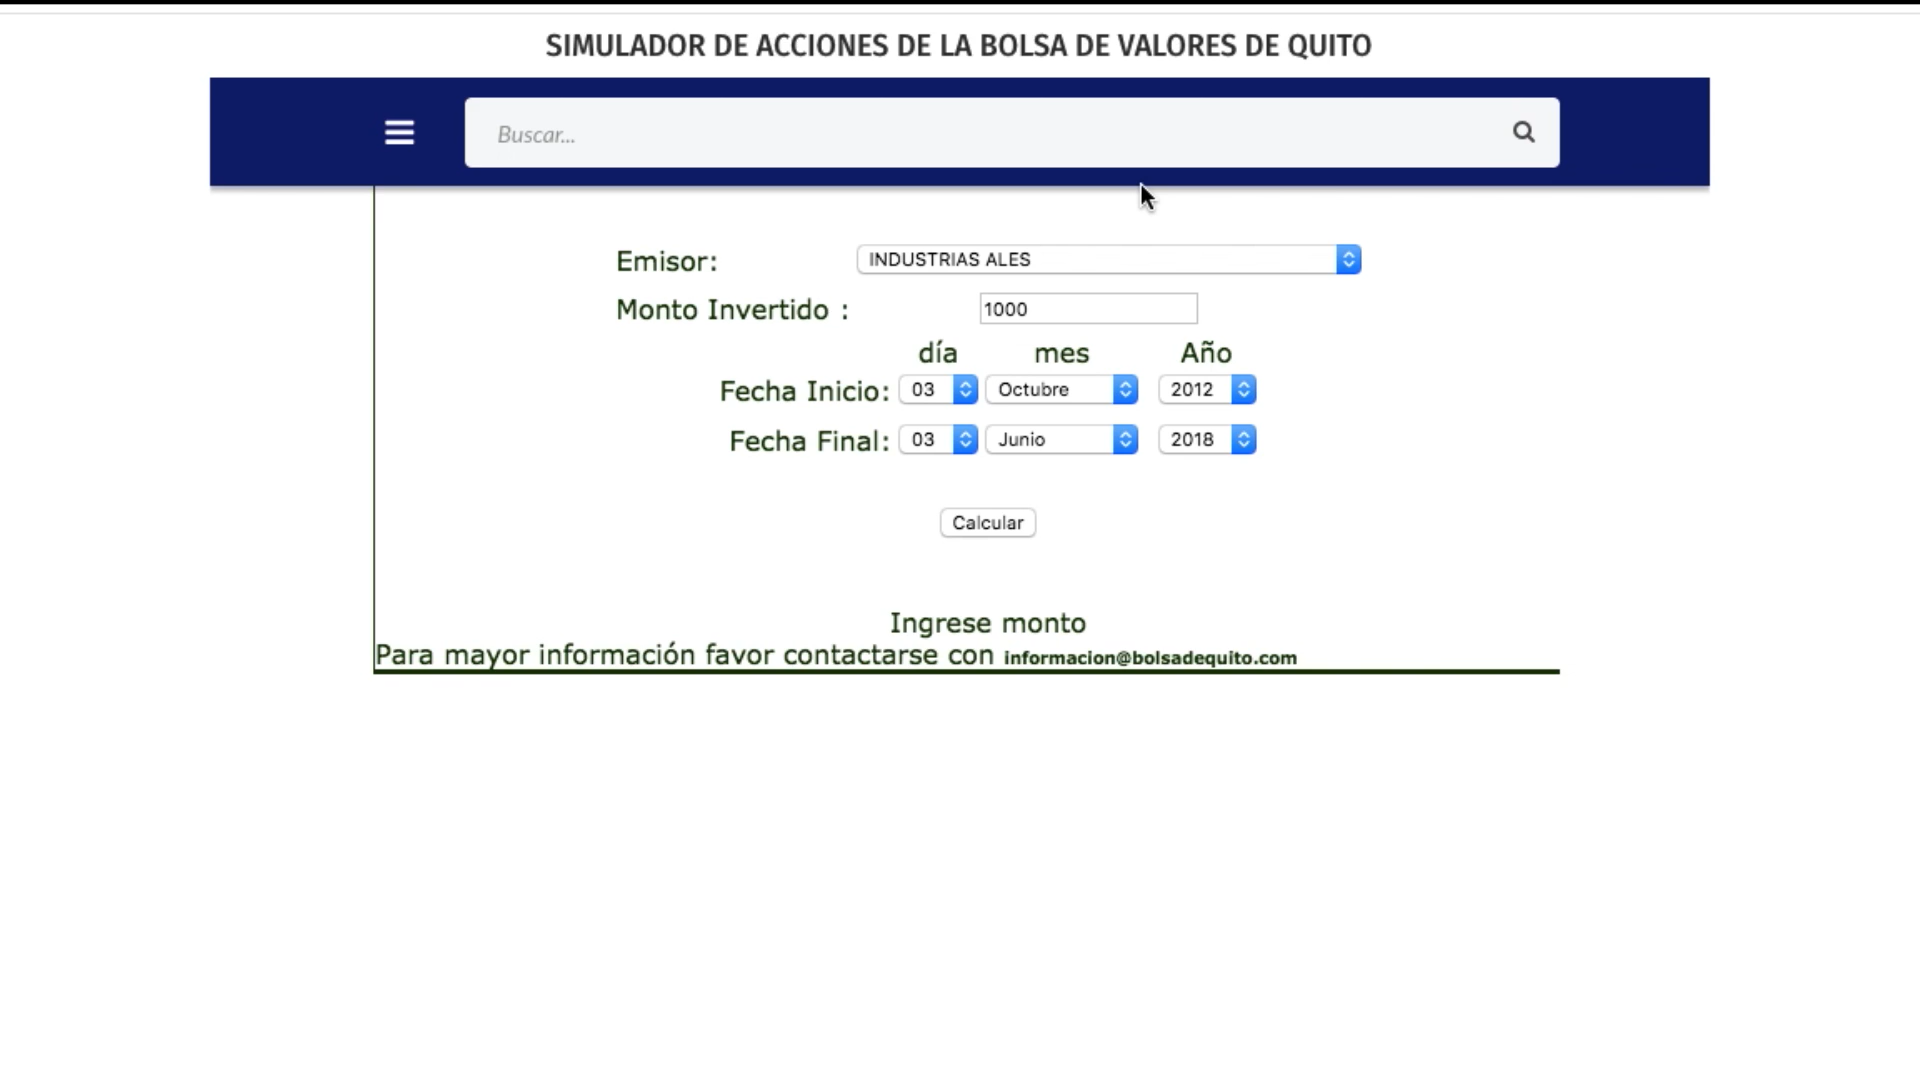 SIMULADOR DE ACCIONES DE LA BOLSA DE VALORES DE QUITO
Buscar...
Emisor: INDUSTRIAS ALES
Monto Invertido : 1000
día mes Año
Fecha Inicio: 03 Octubre 2012
Fecha Final: 03 Junio 2018
Calcular
Ingrese monto
Para mayor información favor contactarse con informacion@bolsadequito.com